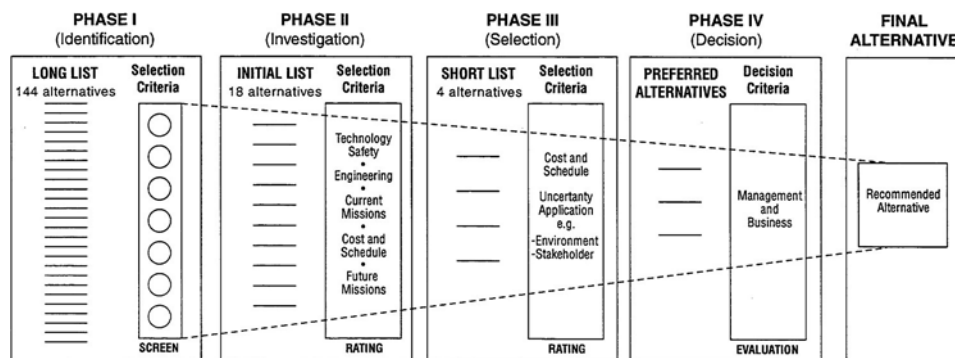 PHASE I
(Identification)
LONG LIST
144 alternatives
Selection
Criteria
SCREEN
PHASE II
(Investigation)
INITIAL LIST
18 alternatives
Selection
Criteria
Technology
Safety
•
Engineering
•
Current
Missions
•
Cost and
Schedule
•
Future
Missions
RATING
PHASE III
(Selection)
SHORT LIST
4 alternatives
Selection
Criteria
Cost and
Schedule
Uncertanty
Application
e.g.
-Environment
-Stakeholder
RATING
PHASE IV
(Decision)
PREFERRED
ALTERNATIVES
Decision
Criteria
Management
and
Business
EVALUATION
FINAL
ALTERNATIVE
Recommended
Alternative